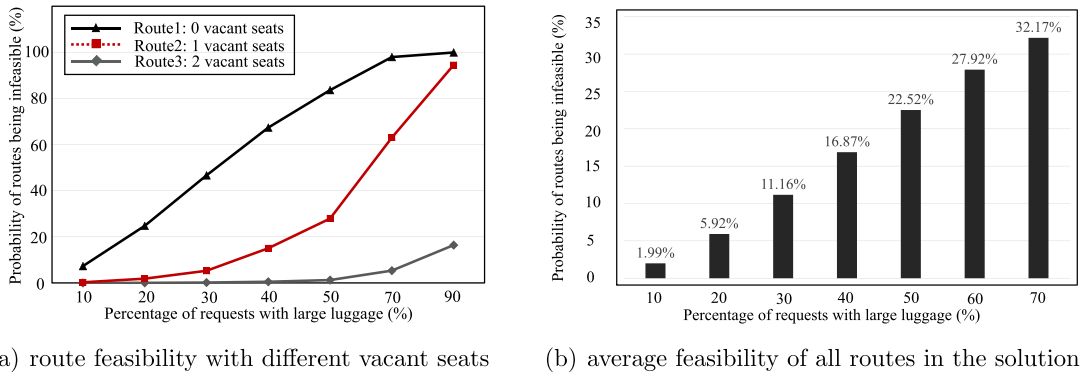 Probability of routes being infeasible (%)
100
80
60
40
20
0
Route1: 0 vacant seats
Route2: 1 vacant seats
Route3: 2 vacant seats
10 20 30 40 50 70 90
Percentage of requests with large luggage (%)
a) route feasibility with different vacant seats
Probability of routes being infeasible (%)
35
30
25
20
15
10
5
0
1.99%
5.92%
11.16%
16.87%
22.52%
27.92%
32.17%
10 20 30 40 50 60 70
Percentage of requests with large luggage (%)
(b) average feasibility of all routes in the solution